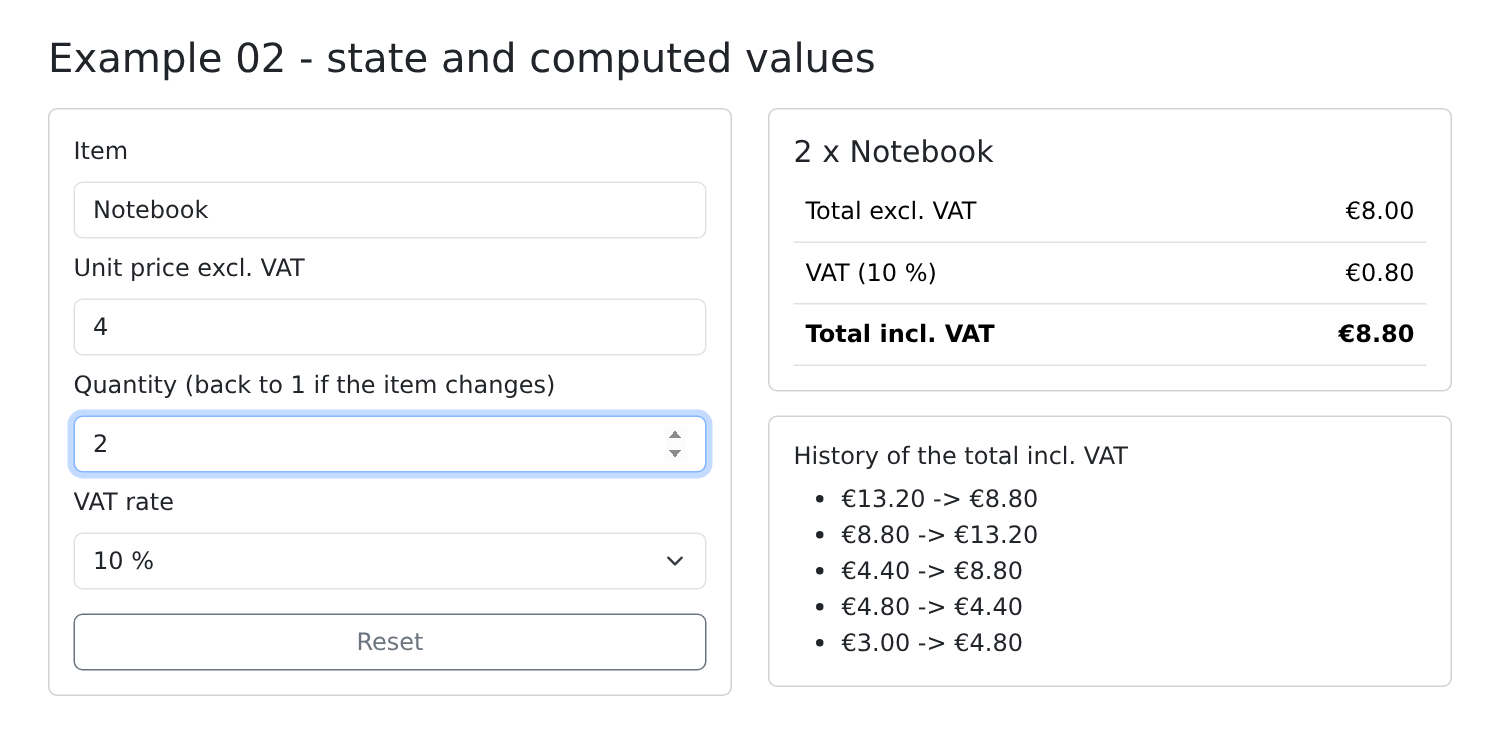 Example 02 - state and computed values
Item
Notebook
Unit price excl. VAT
4
Quantity (back to 1 if the item changes)
2
VAT rate
10 %
Reset
2 x Notebook
Total excl. VAT €8.00
VAT (10 %) €0.80
Total incl. VAT €8.80
History of the total incl. VAT
• €13.20 -> €8.80
• €8.80 -> €13.20
• €4.40 -> €8.80
• €4.80 -> €4.40
• €3.00 -> €4.80